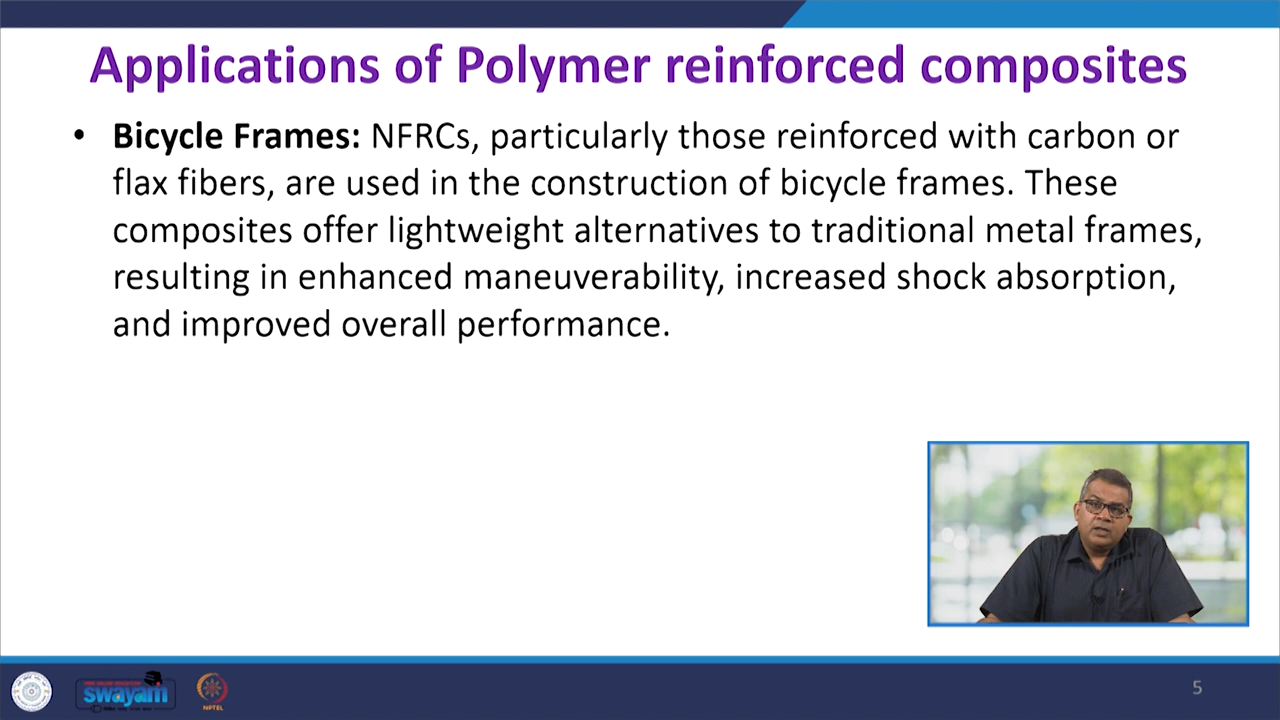 Applications of Polymer reinforced composites
• Bicycle Frames: NFRCs, particularly those reinforced with carbon or
flax fibers, are used in the construction of bicycle frames. These
composites offer lightweight alternatives to traditional metal frames,
resulting in enhanced maneuverability, increased shock absorption,
and improved overall performance.
swayam
NPTEL
5